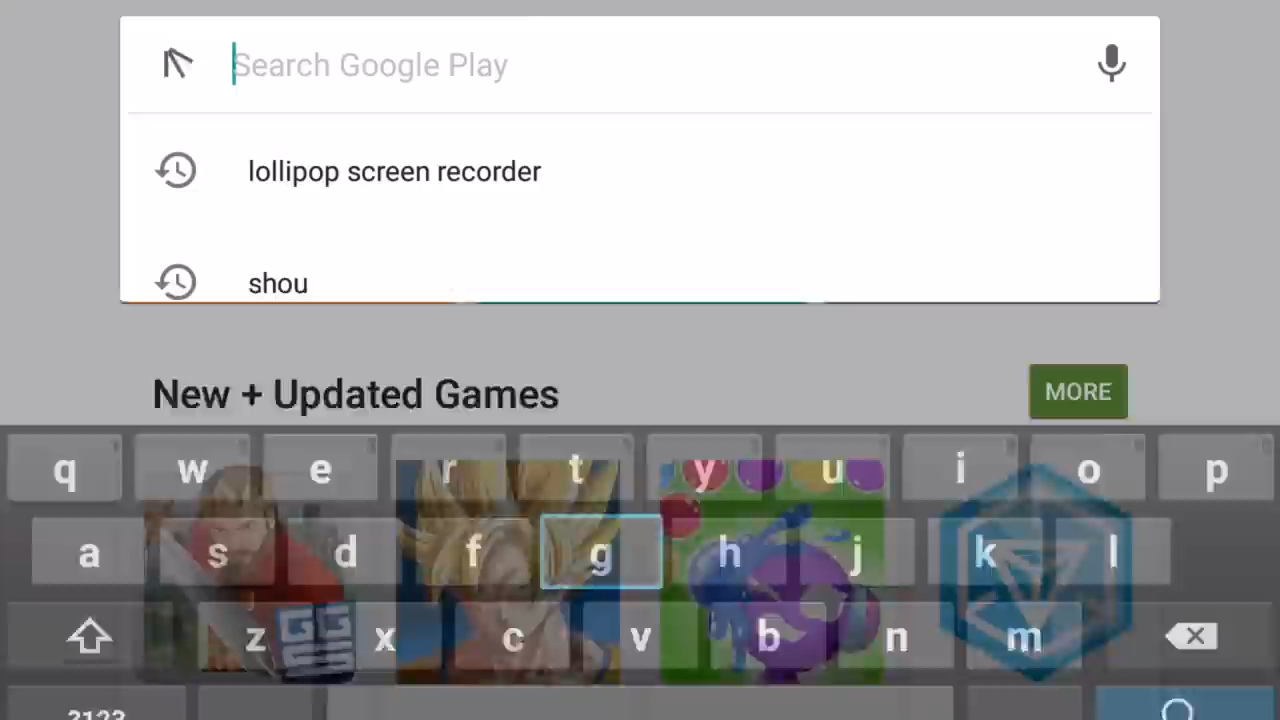 Search Google Play
lollipop screen recorder
shou
New + Updated Games
MORE
q w e r t y u i o p
a s d f g h j k l
z x c v b n m
?123